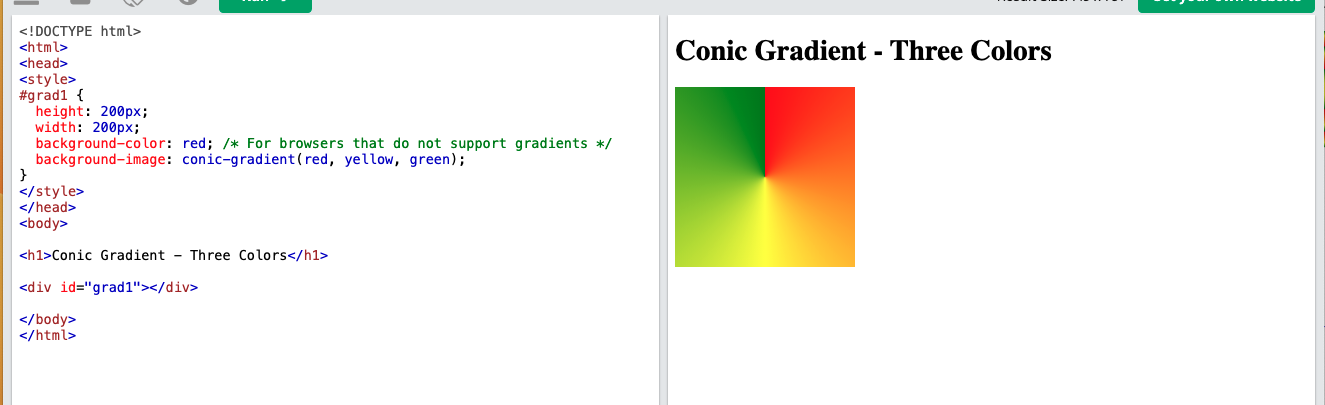 <!DOCTYPE html>
<html>
<head>
<style>
#grad1 {
  height: 200px;
  width: 200px;
  background-color: red; /* For browsers that do not support gradients */
  background-image: conic-gradient(red, yellow, green);
}
</style>
</head>
<body>

<h1>Conic Gradient - Three Colors</h1>

<div id="grad1"></div>

</body>
</html>
Conic Gradient - Three Colors